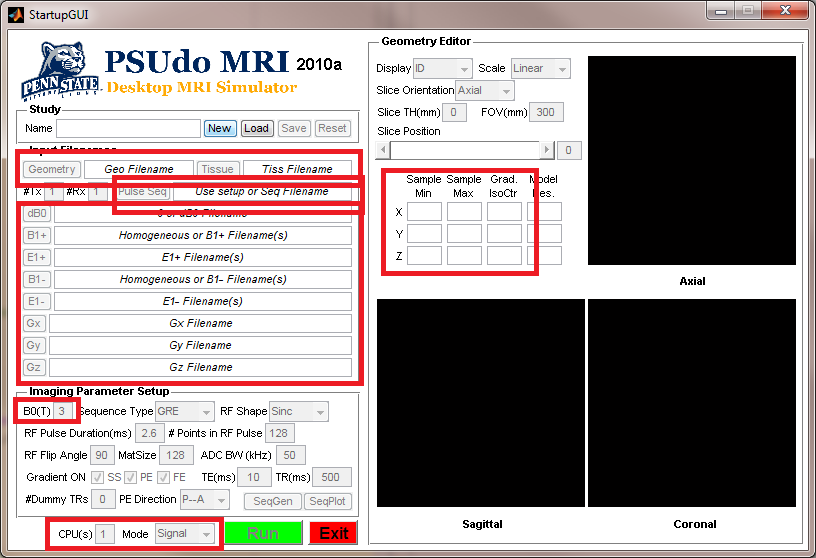 StartupGUI
PENN STATE
PSUdo MRI 2010a
Desktop MRI Simulator
Study
Name New Load Save Reset
Input Filenames
Geometry Geo Filename Tissue Tiss Filename
#Tx 1 #Rx 1 Pulse Seq Use setup or Seq Filename
dB0 0 or dB0 Filename
B1+ Homogeneous or B1+ Filename(s)
E1+ E1+ Filename(s)
B1- Homogeneous or B1- Filename(s)
E1- E1- Filename(s)
Gx Gx Filename
Gy Gy Filename
Gz Gz Filename
Imaging Parameter Setup
B0(T) 3 Sequence Type GRE RF Shape Sinc
RF Pulse Duration(ms) 2.6 # Points in RF Pulse 128
RF Flip Angle 90 MatSize 128 ADC BW (kHz) 50
Gradient ON SS PE FE TE(ms) 10 TR(ms) 500
#Dummy TRs 0 PE Direction P--A SeqGen SeqPlot
CPU(s) 1 Mode Signal Run Exit
Geometry Editor
Display ID Scale Linear
Slice Orientation Axial
Slice TH(mm) 0 FOV(mm) 300
Slice Position
0
Sample Sample Grad. Model
Min Max IsoCtr Res.
X
Y
Z
Axial
Sagittal Coronal